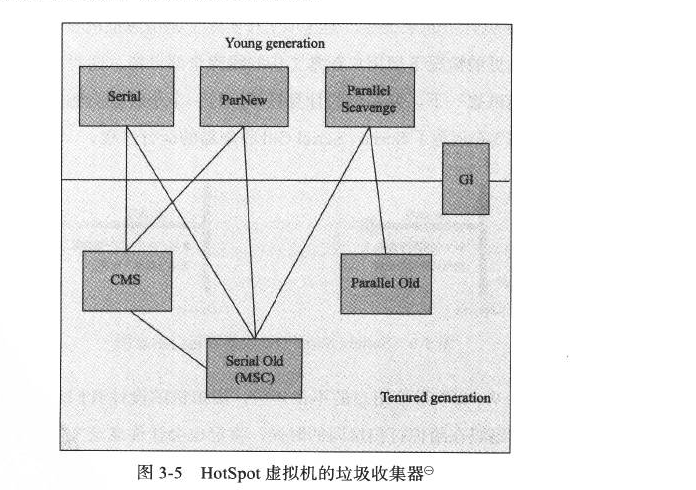 Young generation
Serial
ParNew
Parallel
Scavenge
G1
CMS
Parallel Old
Serial Old
(MSC)
Tenured generation
图 3-5 HotSpot 虚拟机的垃圾收集器㊀